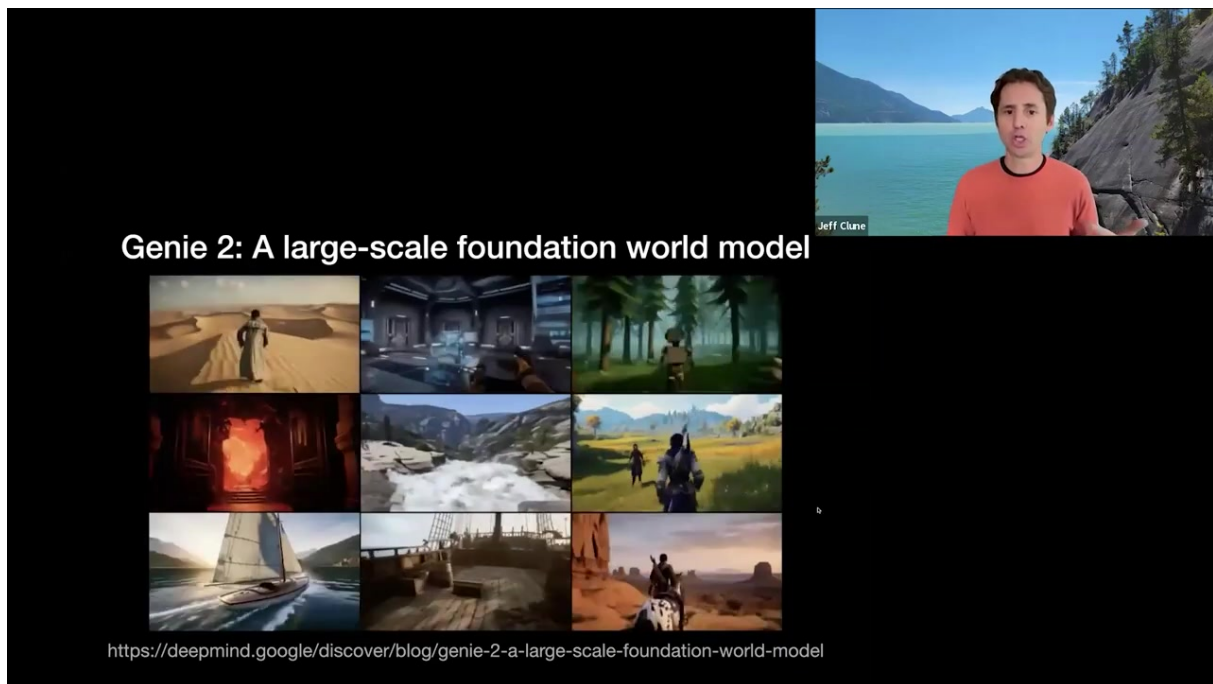 Jeff Clune
Genie 2: A large-scale foundation world model
https://deepmind.google/discover/blog/genie-2-a-large-scale-foundation-world-model